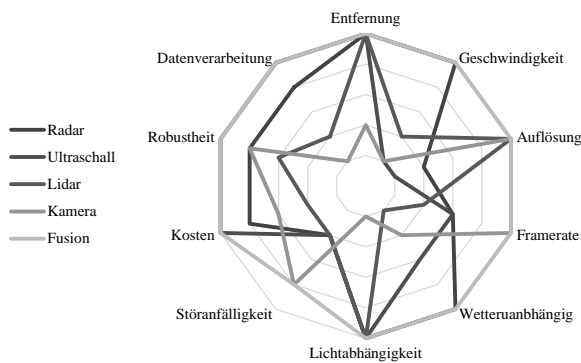 Entfernung
Datenverarbeitung
Geschwindigkeit
Radar
Ultraschall
Lidar
Kamera
Fusion
Robustheit
Auflösung
Kosten
Framerate
Störanfälligkeit
Wetteruanbhängig
Lichtabhängigkeit